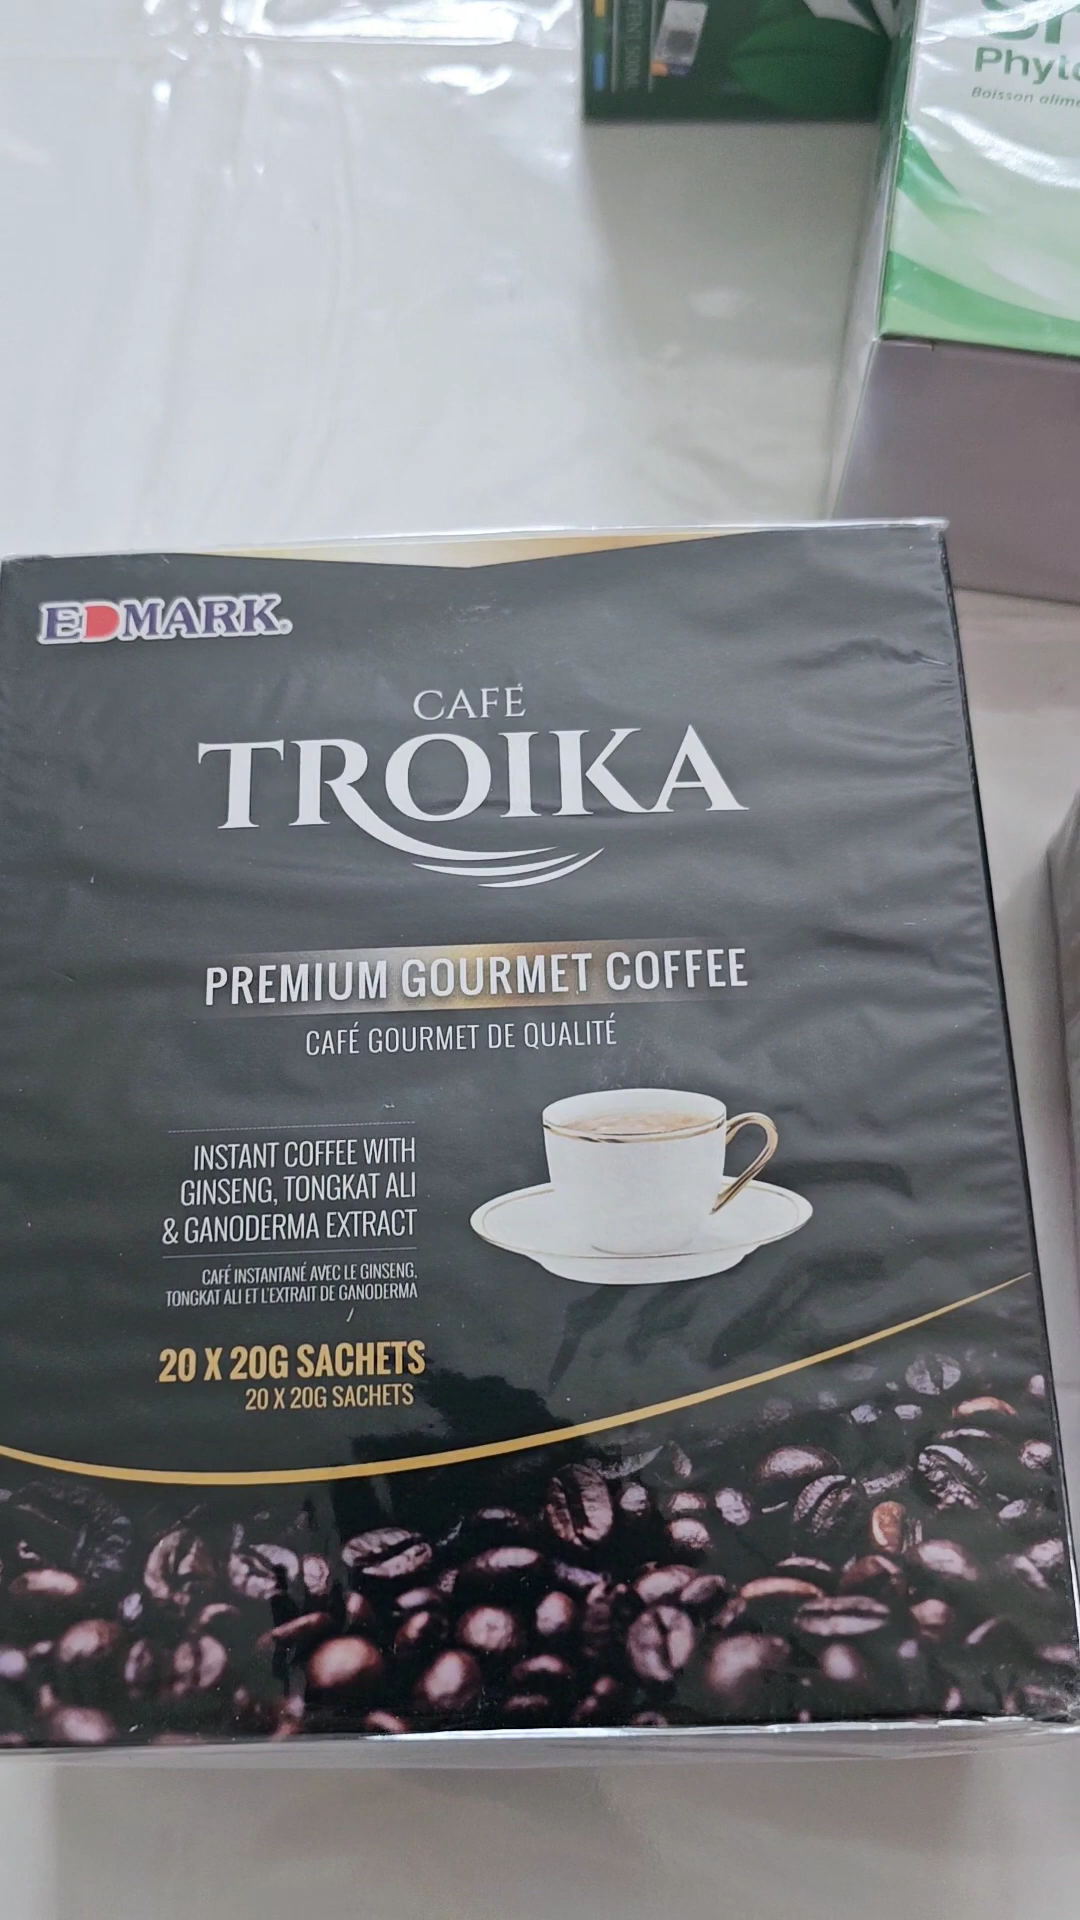 500ML
Phyto
Boisson alime
EDMARK®
CAFÉ
TROIKA
PREMIUM GOURMET COFFEE
CAFÉ GOURMET DE QUALITÉ
INSTANT COFFEE WITH
GINSENG, TONGKAT ALI
& GANODERMA EXTRACT
CAFÉ INSTANTANÉ AVEC LE GINSENG,
TONGKAT ALI ET L'EXTRAIT DE GANODERMA
20 X 20G SACHETS
20 X 20G SACHETS